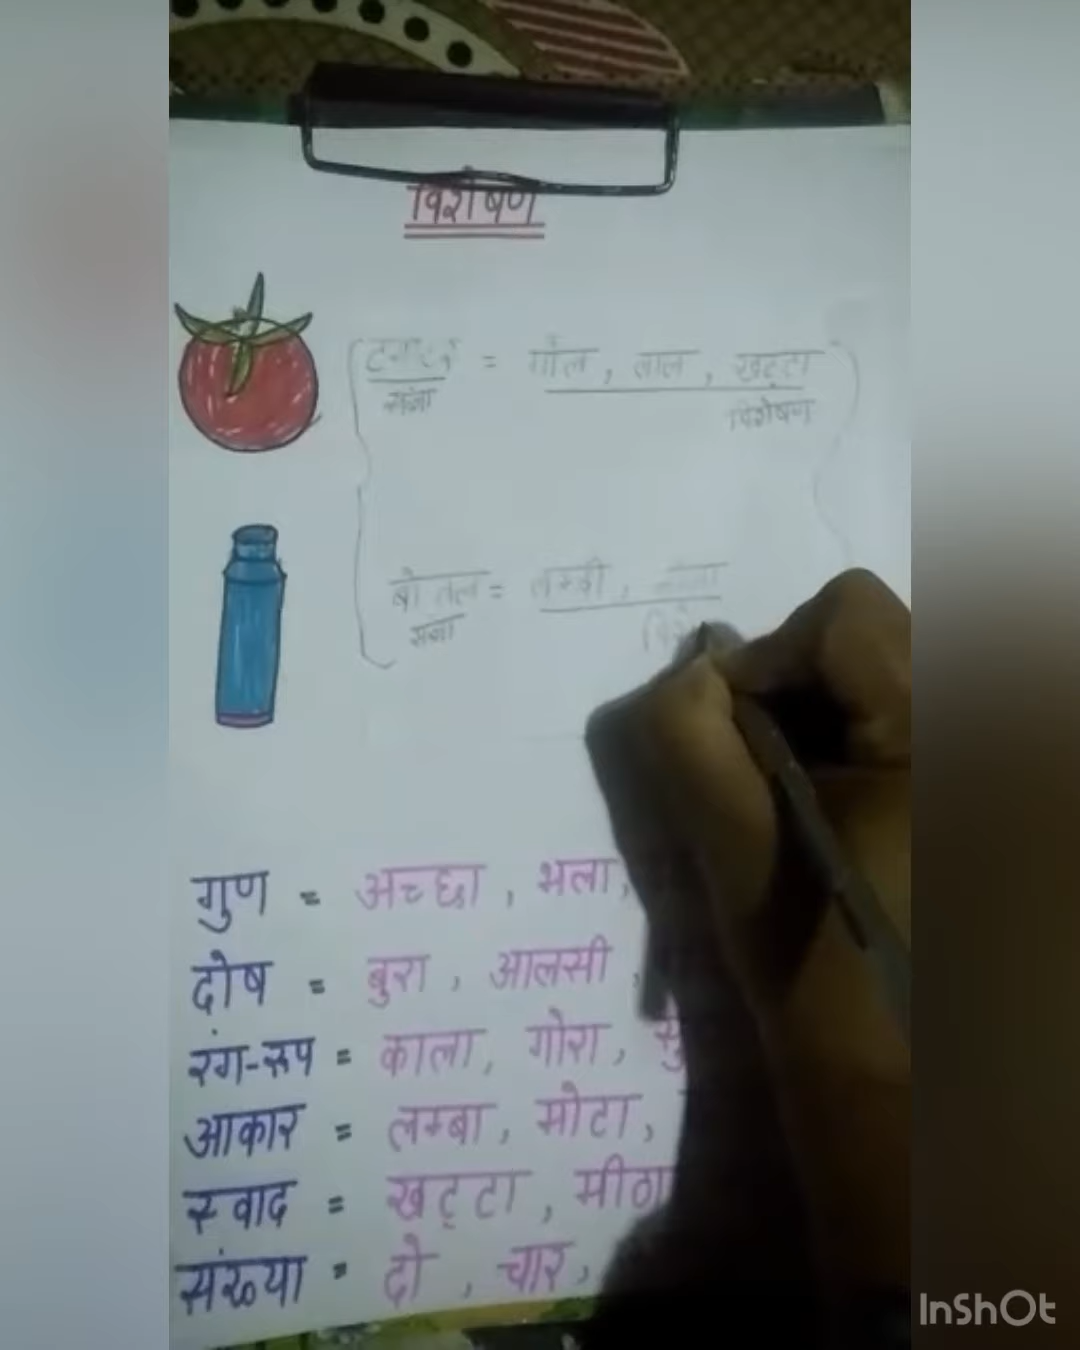 विशेषण
टमाटर = गोल, लाल, खट्टा
संज्ञा विशेषण
बोतल = लम्बी, नीला
संज्ञा
गुण = अच्छा, भला,
दोष = बुरा, आलसी,
रंग-रूप = काला, गोरा,
आकार = लम्बा, मोटा,
स्वाद = खट्टा, मीठा
संख्या = दो, चार,
InShOt